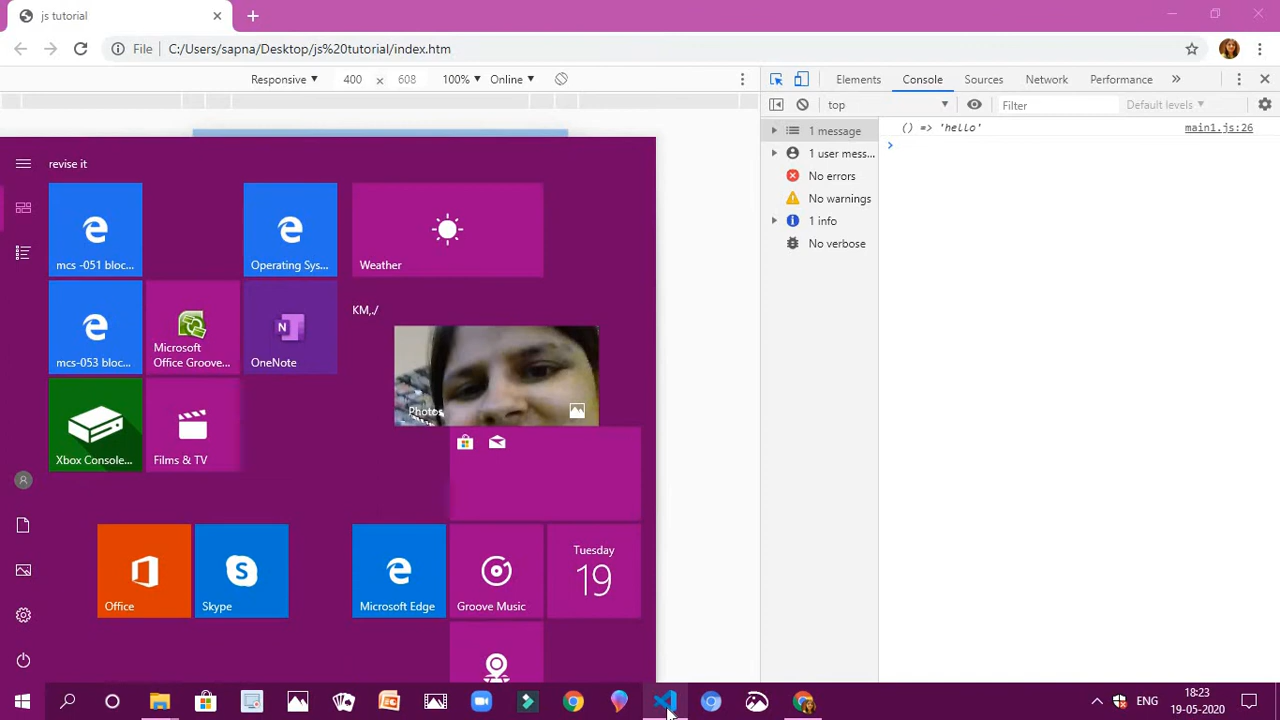 js tutorial
File C:/Users/sapna/Desktop/js%20tutorial/index.htm
Responsive 400 × 608 100% Online
Elements Console Sources Network Performance »
top Filter Default levels
1 message
1 user mess...
No errors
No warnings
1 info
No verbose
() => 'hello' main1.js:26
revise it
mcs -051 bloc...
Operating Sys...
Weather
mcs-053 bloc...
Microsoft
Office Groove...
OneNote
KM,./
Photos
Xbox Console...
Films & TV
Office
Skype
Microsoft Edge
Groove Music
Tuesday
19
ENG
18:23
19-05-2020